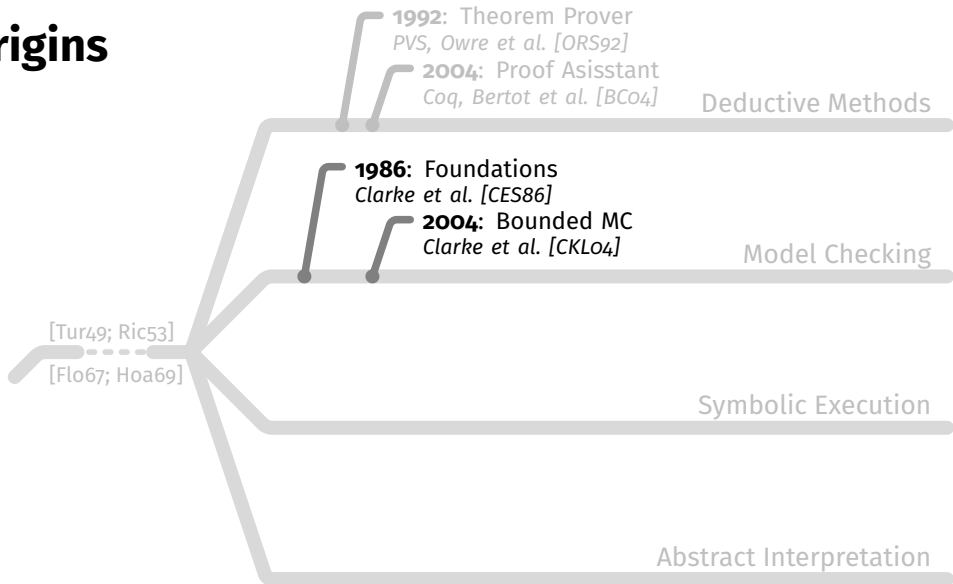 rigins
1992: Theorem Prover
PVS, Owre et al. [ORS92]
2004: Proof Asisstant
Coq, Bertot et al. [BC04]
Deductive Methods
1986: Foundations
Clarke et al. [CES86]
2004: Bounded MC
Clarke et al. [CKL04]
Model Checking
[Tur49; Ric53]
[Flo67; Hoa69]
Symbolic Execution
Abstract Interpretation